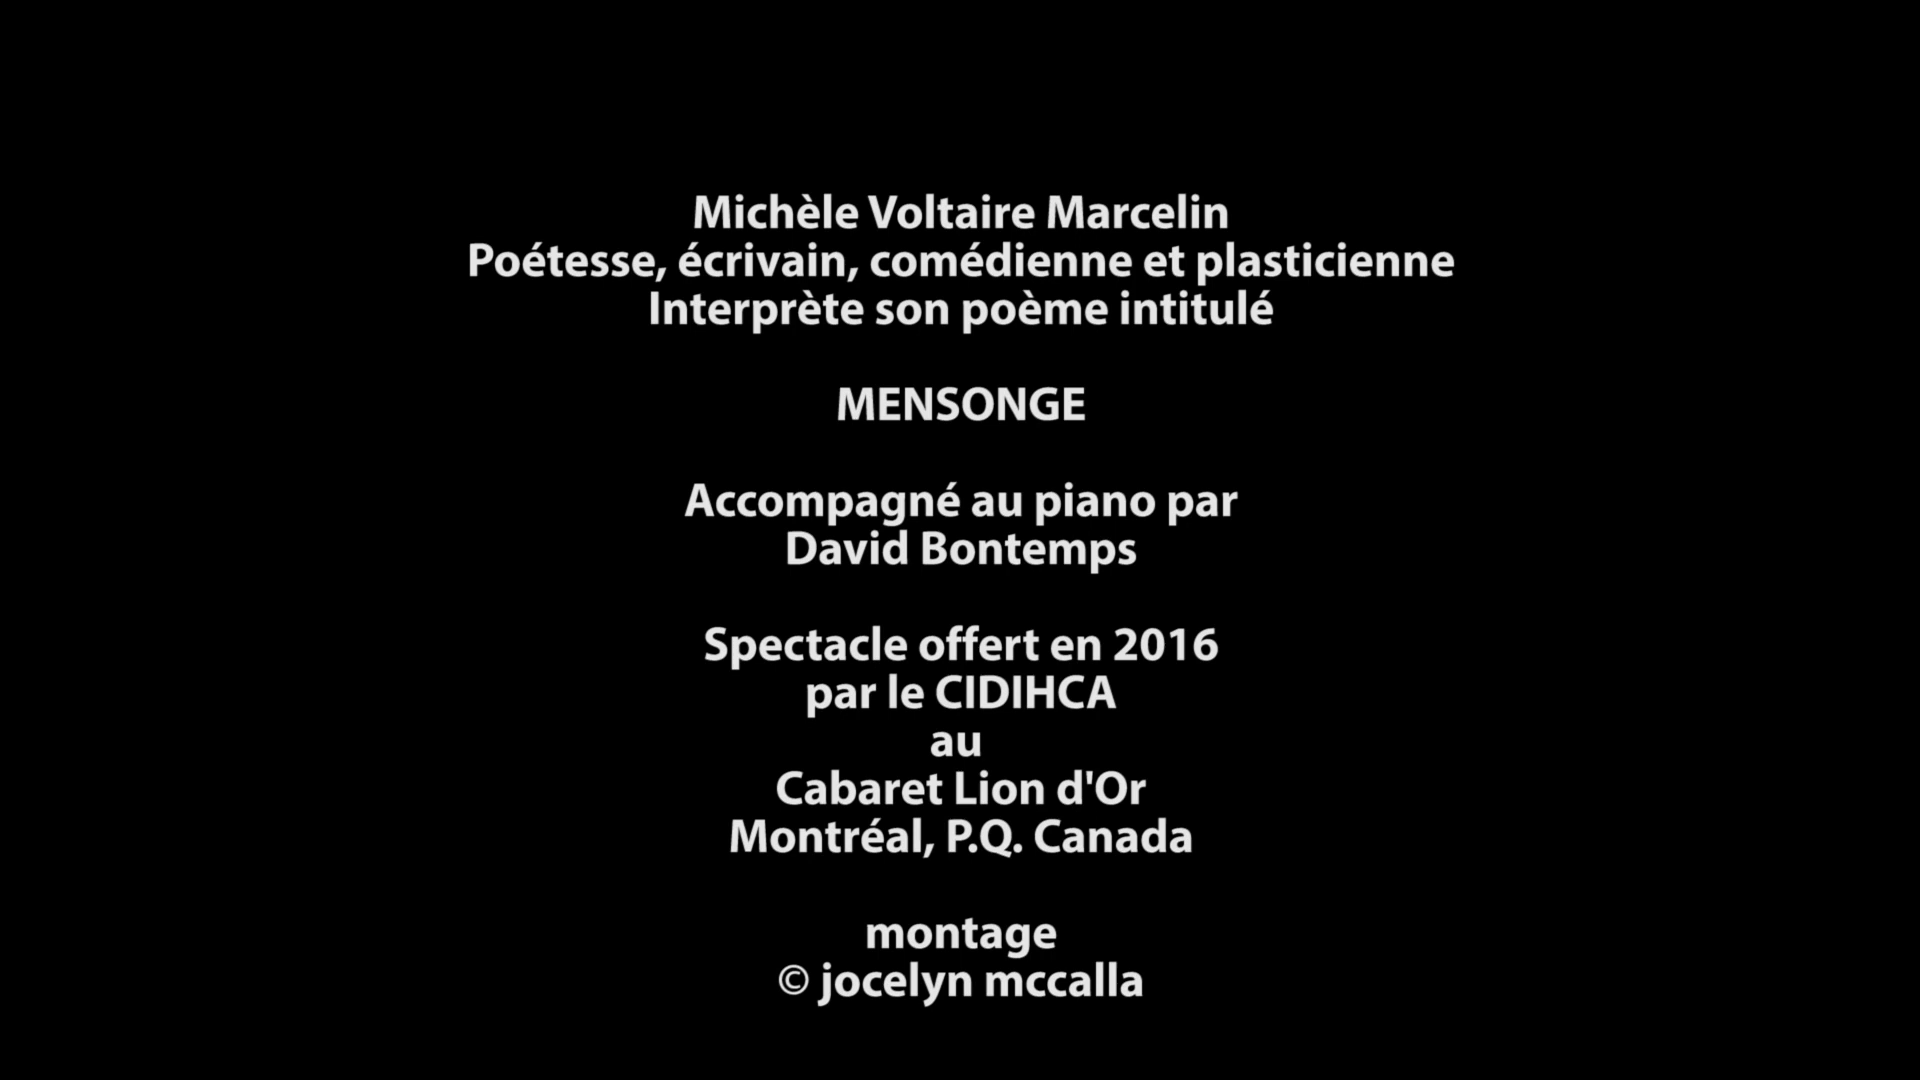 Michèle Voltaire Marcelin
Poétesse, écrivain, comédienne et plasticienne
Interprète son poème intitulé
MENSONGE
Accompagné au piano par
David Bontemps
Spectacle offert en 2016
par le CIDIHCA
au
Cabaret Lion d'Or
Montréal, P.Q. Canada
montage
© jocelyn mccalla